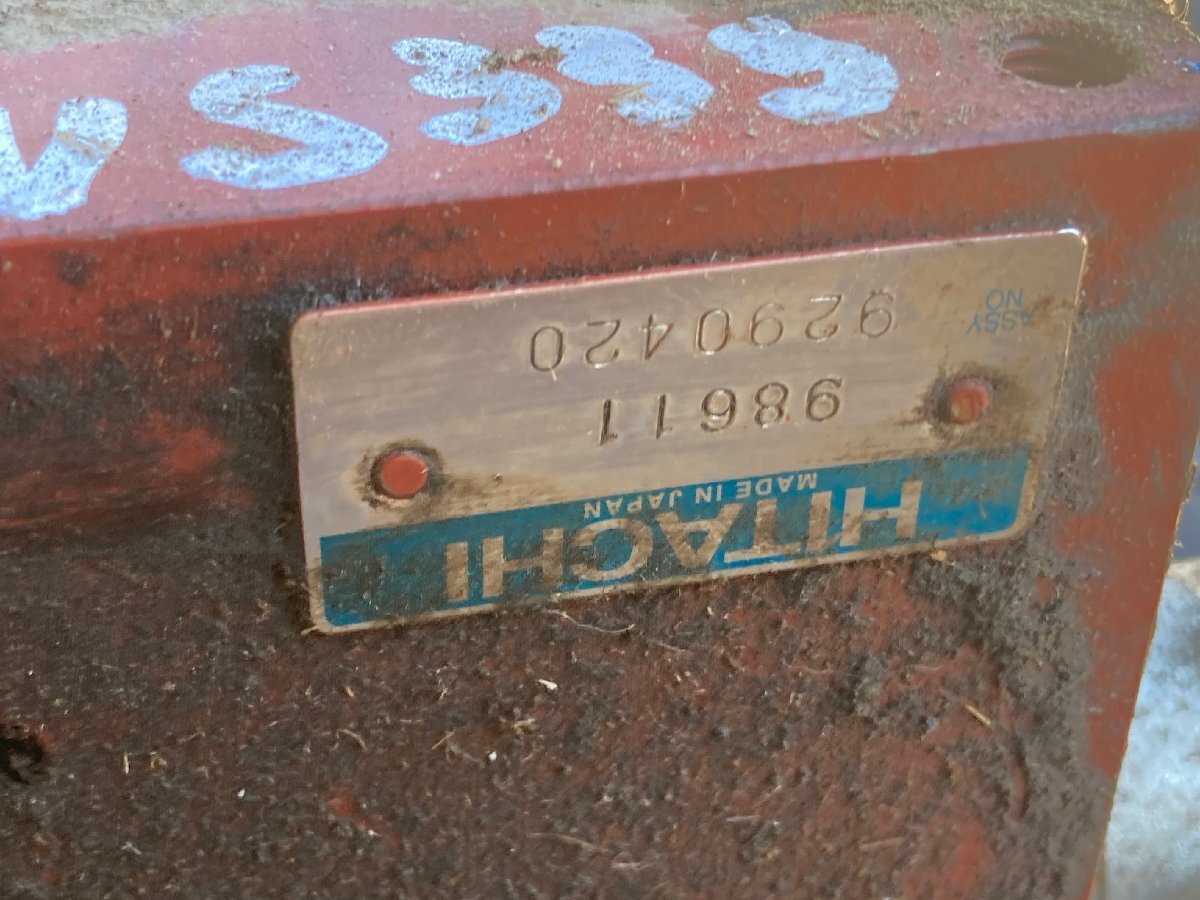 HITACHI
MADE IN JAPAN
98611
ASSY NO 9290420